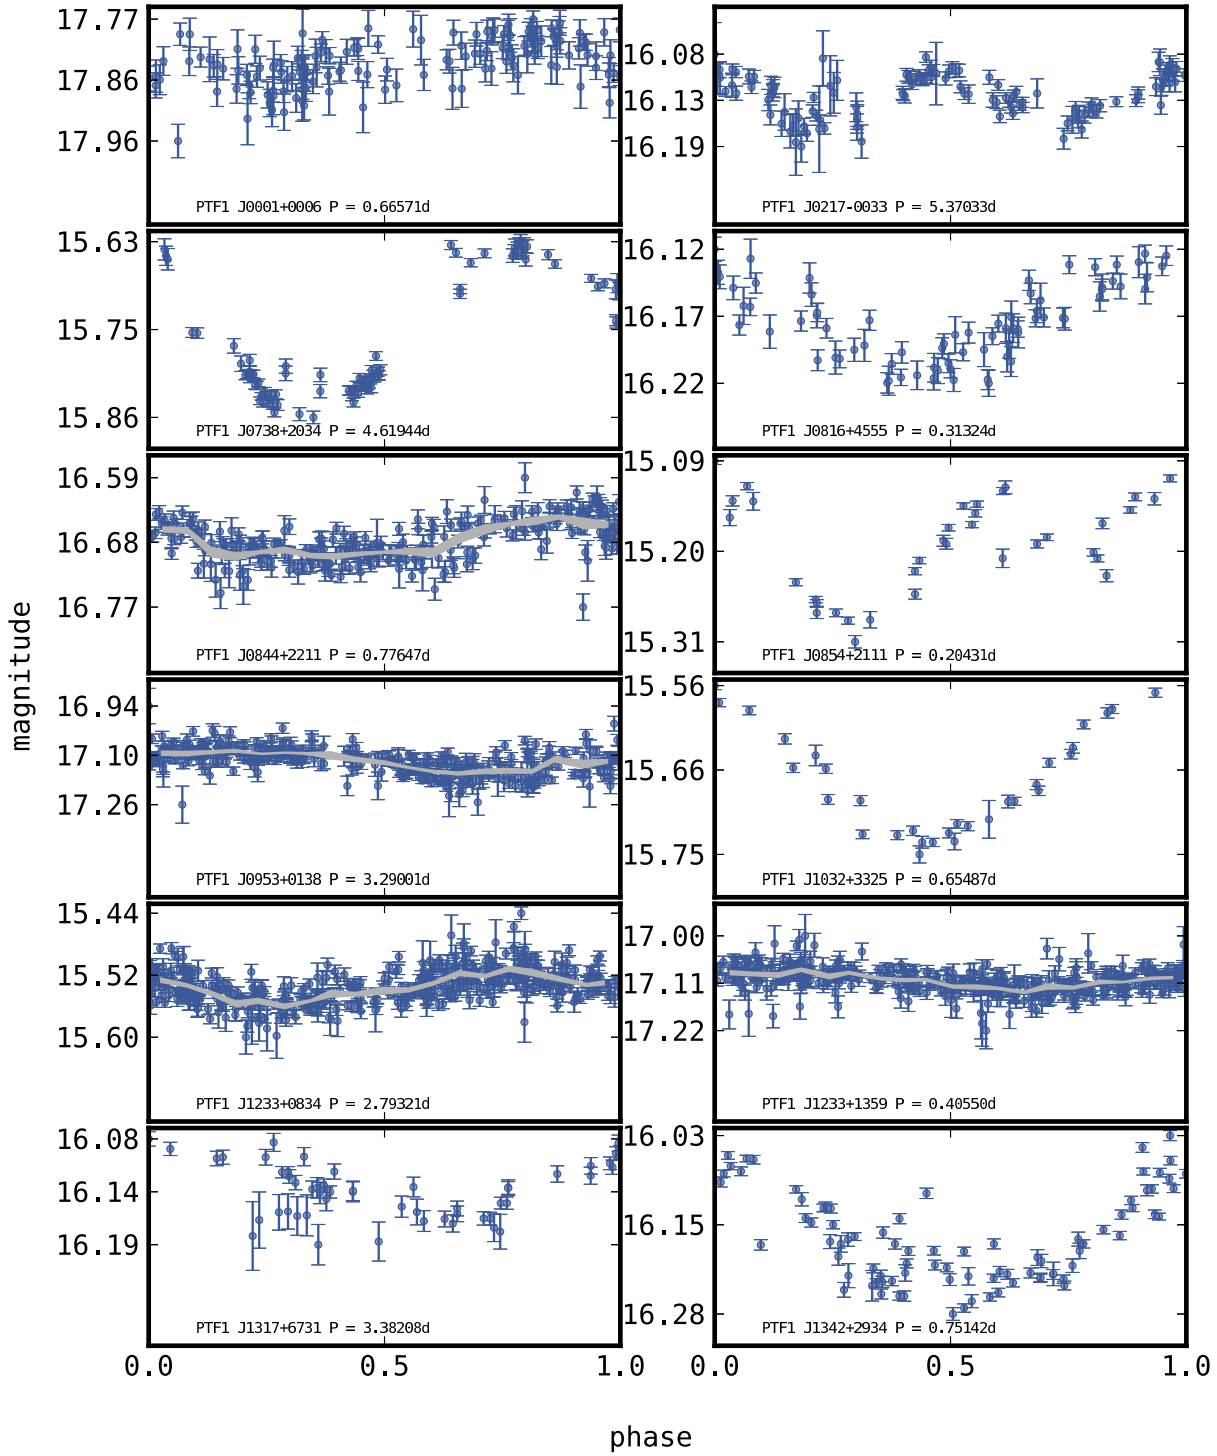 17.77
17.86
17.96
PTF1 J0001+0006 P = 0.66571d
16.08
16.13
16.19
PTF1 J0217-0033 P = 5.37033d
15.63
15.75
15.86
PTF1 J0738+2034 P = 4.61944d
16.12
16.17
16.22
PTF1 J0816+4555 P = 0.31324d
16.59
16.68
16.77
PTF1 J0844+2211 P = 0.77647d
15.09
15.20
15.31
PTF1 J0854+2111 P = 0.20431d
magnitude
16.94
17.10
17.26
PTF1 J0953+0138 P = 3.29001d
15.56
15.66
15.75
PTF1 J1032+3325 P = 0.65487d
15.44
15.52
15.60
PTF1 J1233+0834 P = 2.79321d
17.00
17.11
17.22
PTF1 J1233+1359 P = 0.40550d
16.08
16.14
16.19
PTF1 J1317+6731 P = 3.38208d
16.03
16.15
16.28
PTF1 J1342+2934 P = 0.75142d
0.0 0.5 1.0
0.0 0.5 1.0
phase